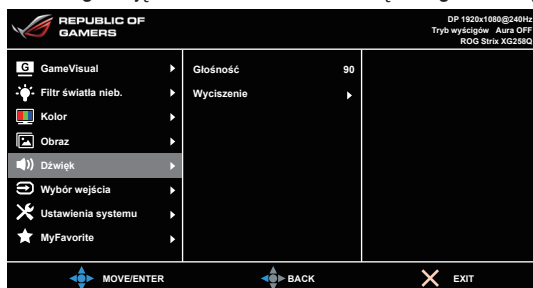 REPUBLIC OF
GAMERS
DP 1920x1080@240Hz
Tryb wyścigów Aura OFF
ROG Strix XG258Q
G GameVisual
Filtr światła nieb.
Kolor
Obraz
Dźwięk
Wybór wejścia
Ustawienia systemu
MyFavorite
Głośność 90
Wyciszenie
MOVE/ENTER
BACK
EXIT